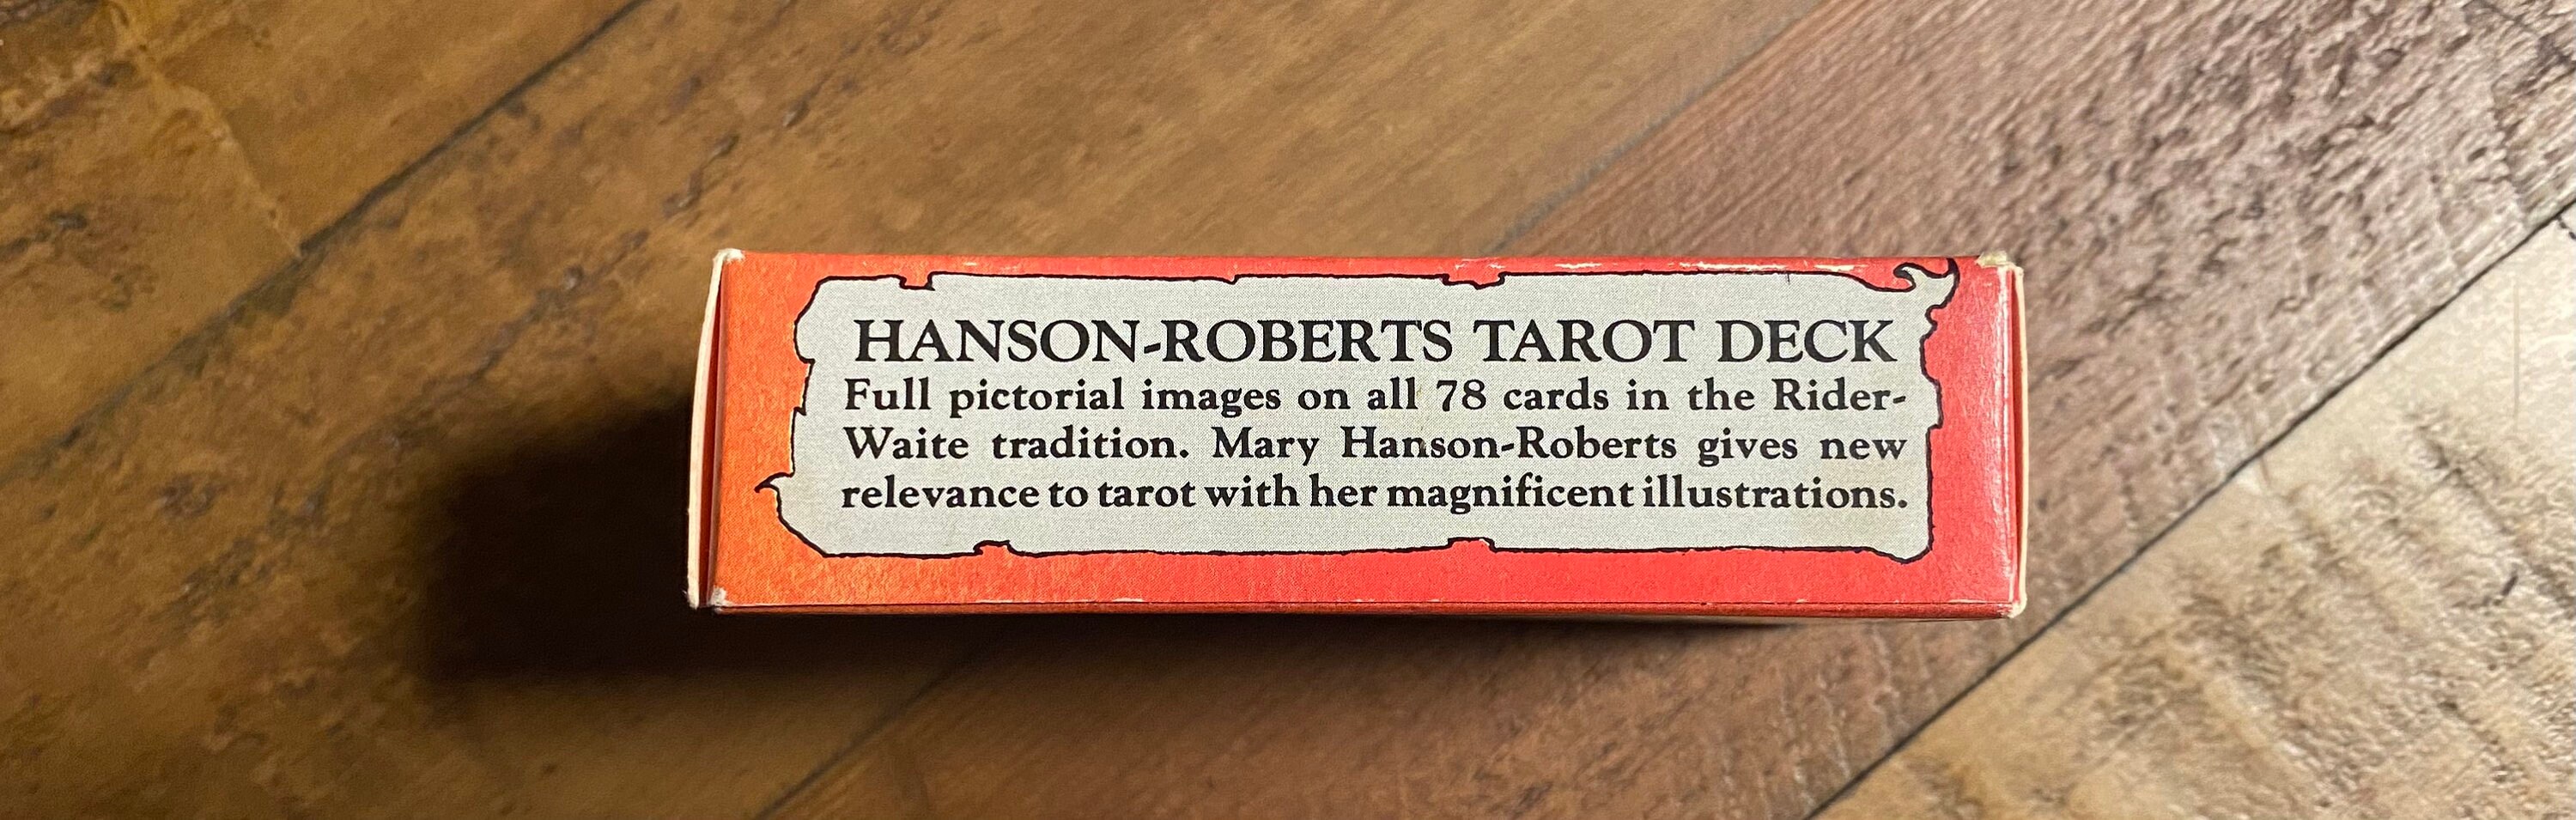 HANSON-ROBERTS TAROT DECK
Full pictorial images on all 78 cards in the Rider-
Waite tradition. Mary Hanson-Roberts gives new
relevance to tarot with her magnificent illustrations.